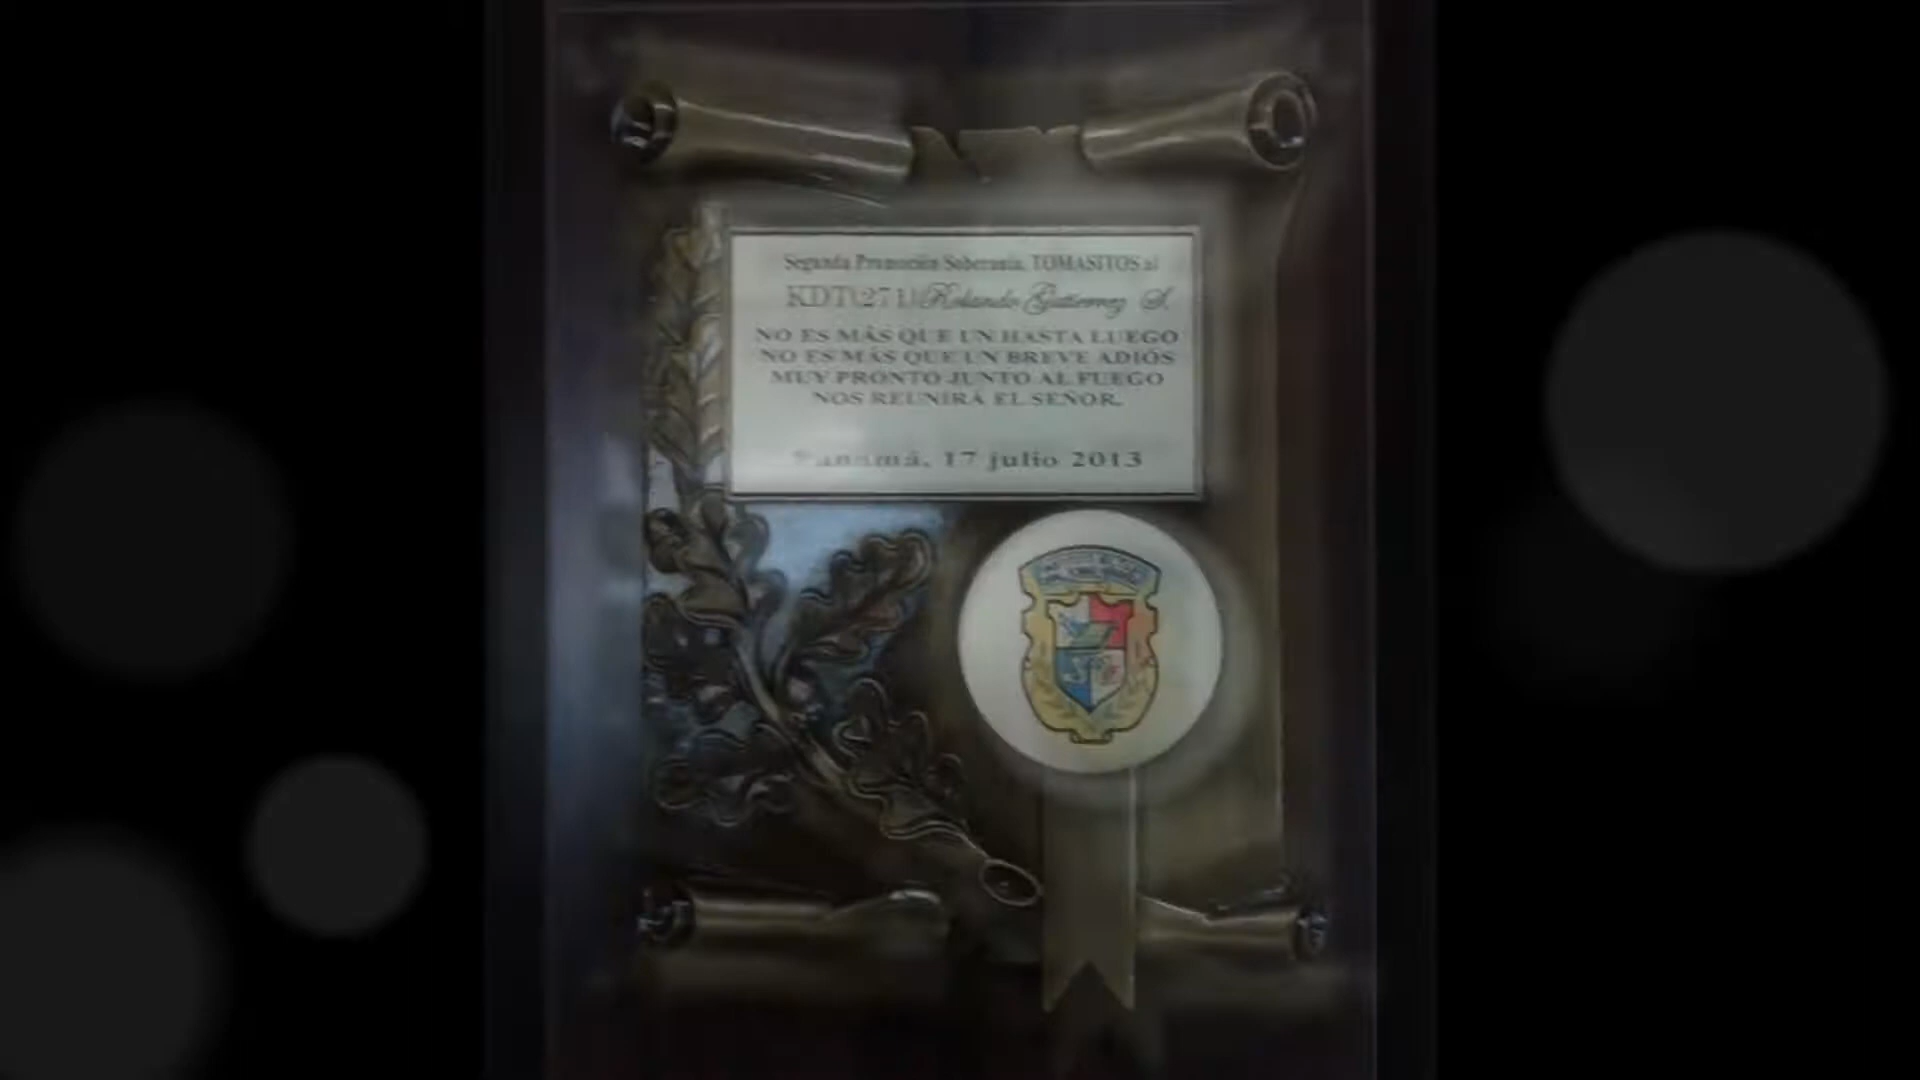 Segunda Promoción Soberanía, TOMASITOS al
KDT(271) Rolando Gutierrez S.
NO ES MÁS QUE UN HASTA LUEGO
NO ES MÁS QUE UN BREVE ADIÓS
MUY PRONTO JUNTO AL FUEGO
NOS REUNIRÁ EL SEÑOR.
Panamá, 17 julio 2013